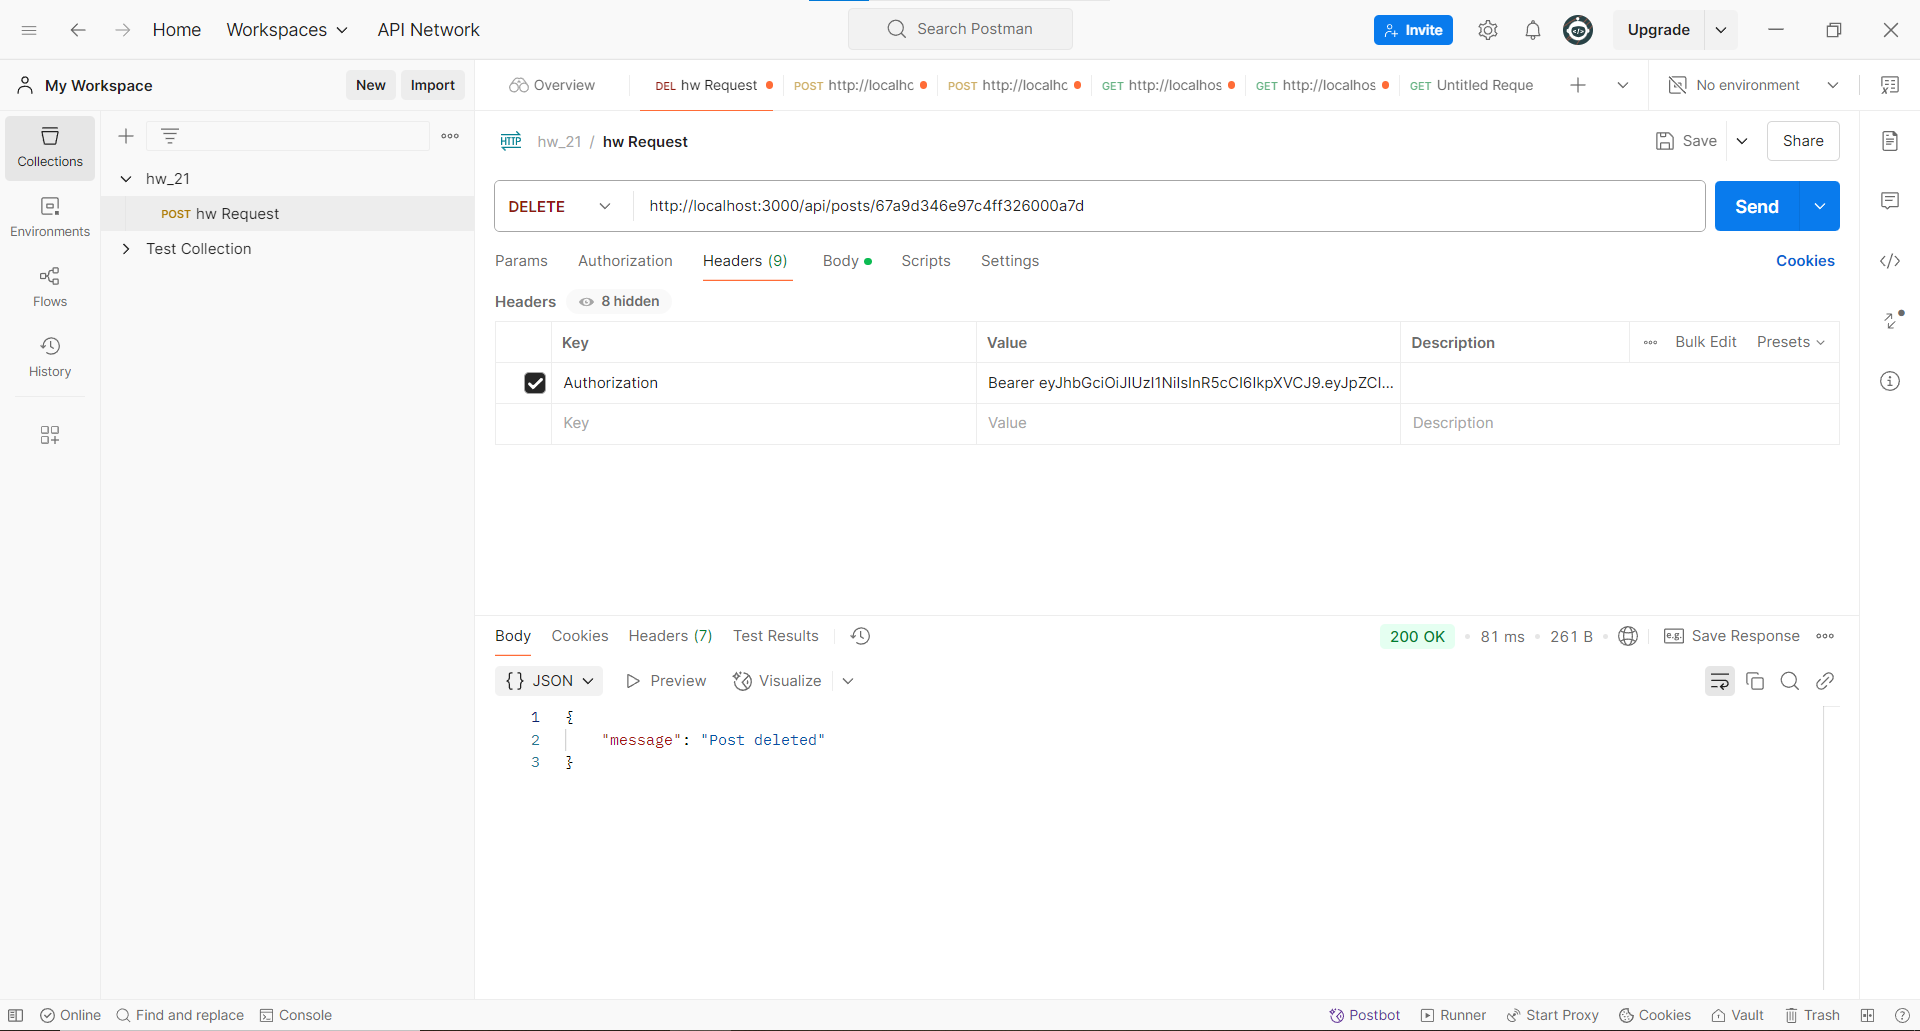 Home Workspaces API Network Search Postman Invite Upgrade
My Workspace New Import
Overview DEL hw Request POST http://localhc POST http://localhc GET http://localhos GET http://localhos GET Untitled Reque No environment
Collections
Environments
Flows
History
hw_21
POST hw Request
Test Collection
HTTP hw_21 / hw Request Save Share
DELETE http://localhost:3000/api/posts/67a9d346e97c4ff326000a7d Send
Params Authorization Headers (9) Body Scripts Settings Cookies
Headers 8 hidden
Key Value Description Bulk Edit Presets
Authorization Bearer eyJhbGciOiJIUzI1NiIsInR5cCI6IkpXVCJ9.eyJpZCI...
Key Value Description
Body Cookies Headers (7) Test Results 200 OK 81 ms 261 B e.g. Save Response
{} JSON Preview Visualize
1 {
2 "message": "Post deleted"
3 }
Online Find and replace Console Postbot Runner Start Proxy Cookies Vault Trash